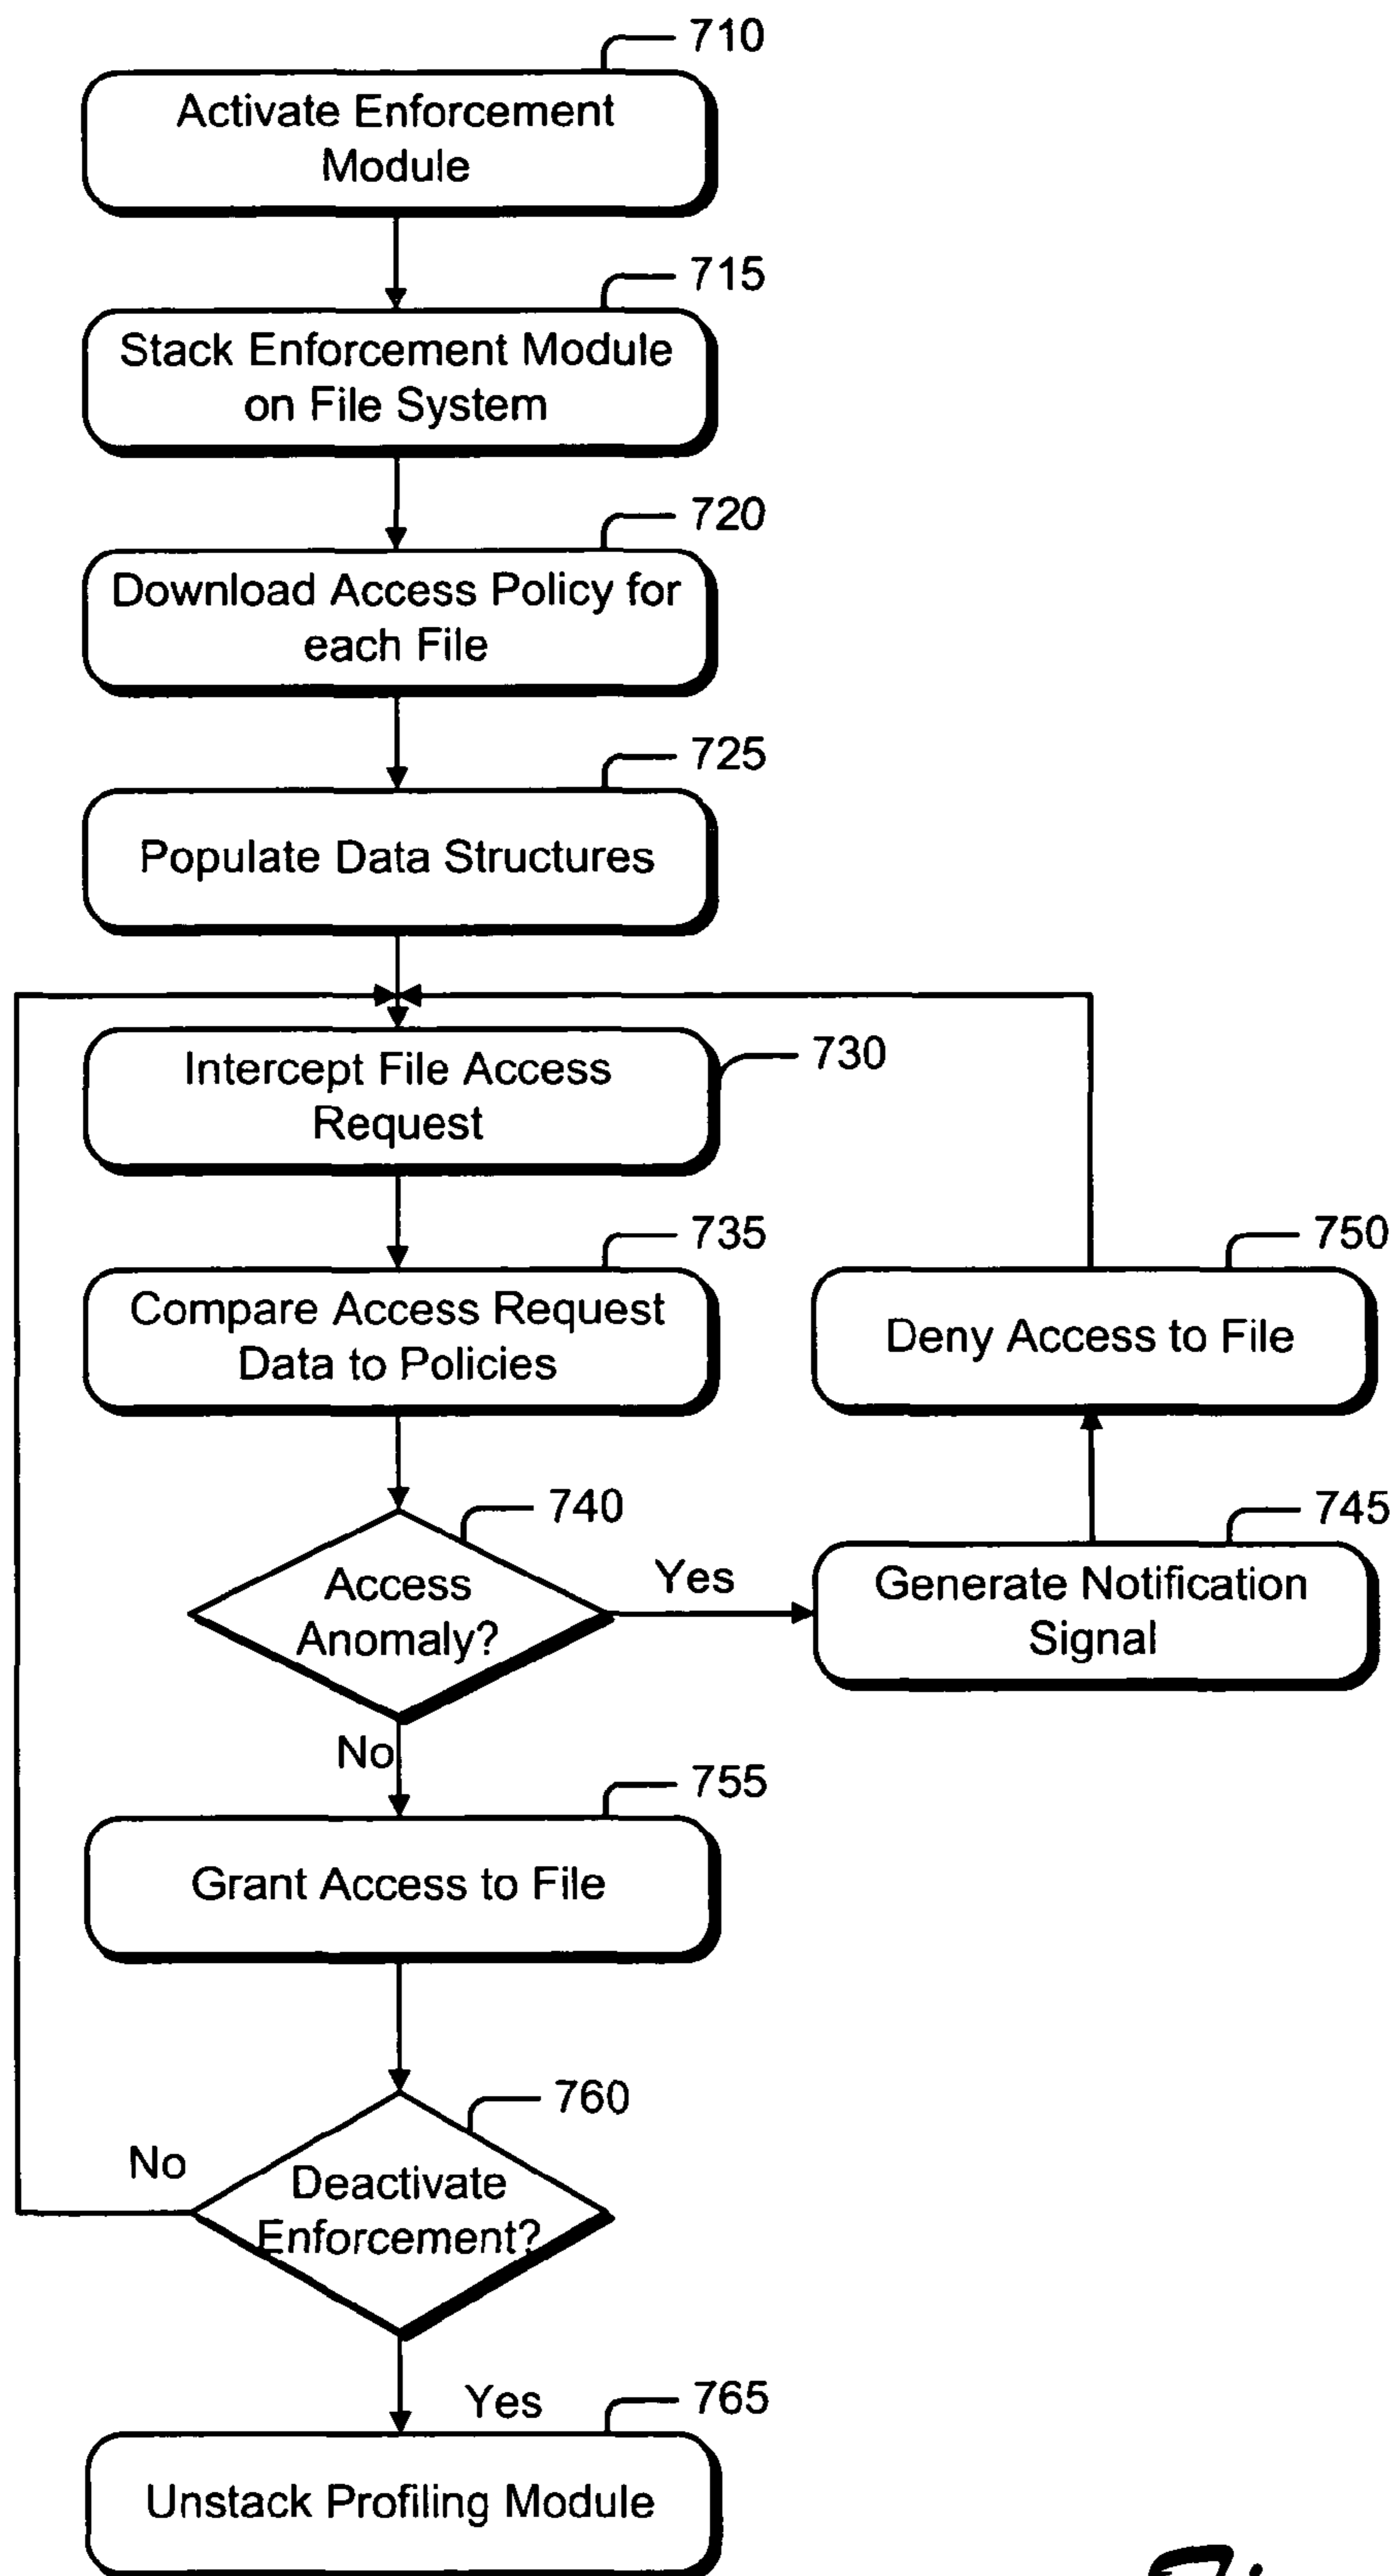 710
Activate Enforcement
Module
715
Stack Enforcement Module
on File System
720
Download Access Policy for
each File
725
Populate Data Structures
Intercept File Access
Request
730
735
Compare Access Request
Data to Policies
750
Deny Access to File
740
Access
Anomaly?
Yes
745
Generate Notification
Signal
No
755
Grant Access to File
760
No
Deactivate
Enforcement?
Yes
765
Unstack Profiling Module